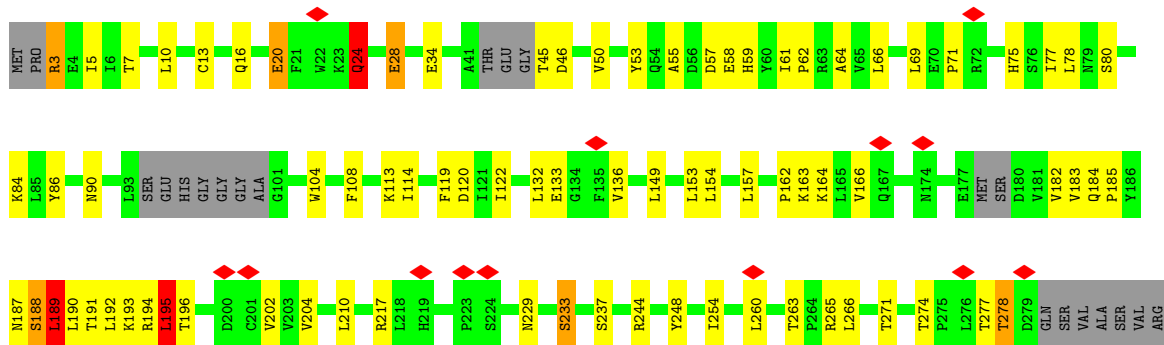 MET PRO R3 E4 I5 I6 T7 L10 C13 Q16 E20 F21 W22 K23 Q24 E28 E34 A41 THR GLU GLY T45 D46 V50 Y53 Q54 A55 D56 D57 E58 H59 Y60 I61 P62 R63 A64 V65 L66 L69 E70 P71 R72 H75 S76 I77 L78 N79 S80
K84 L85 Y86 N90 L93 SER GLU HIS GLY GLY GLY ALA G101 W104 F108 K113 I114 F119 D120 I121 I122 L132 E133 G134 F135 V136 L149 L153 L154 L157 P162 K163 K164 L165 V166 Q167 N174 E177 MET SER D180 V181 V182 V183 Q184 P185 Y186
N187 S188 L189 L190 T191 L192 K193 R194 L195 T196 D200 C201 V202 V203 V204 L210 R217 L218 H219 P223 S224 N229 S233 S237 R244 Y248 I254 L260 T263 P264 R265 L266 T271 T274 P275 L276 T277 T278 D279 GLN SER VAL ALA SER VAL ARG